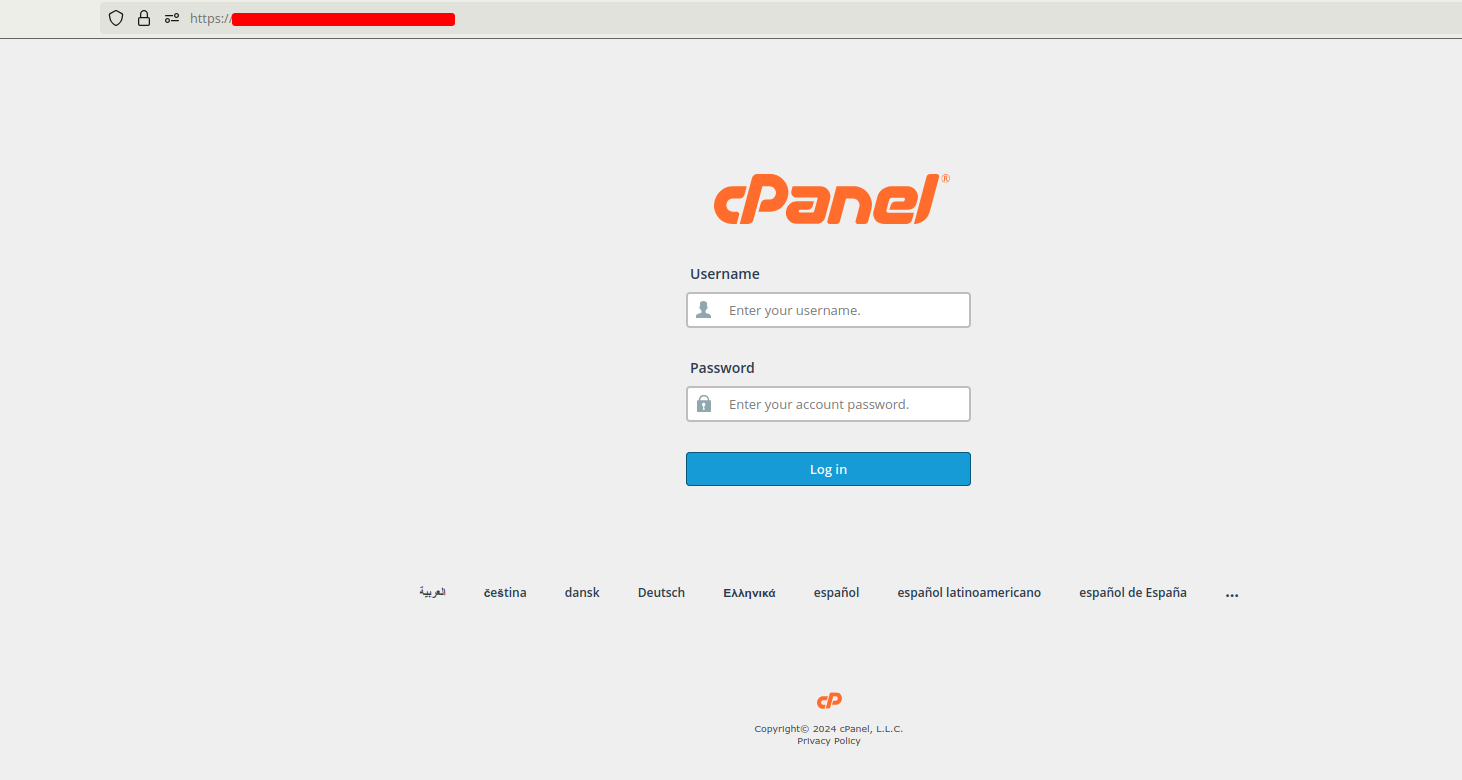 https://
cPanel®
Username
Enter your username.
Password
Enter your account password.
Log in
العربية čeština dansk Deutsch Ελληνικά español español latinoamericano español de España ...
cP
Copyright© 2024 cPanel, L.L.C.
Privacy Policy